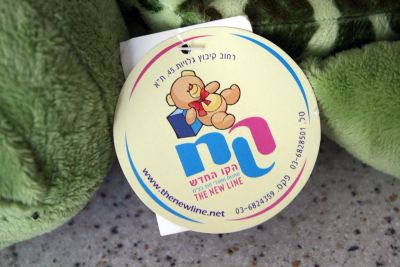 רחוב קיבוץ גלויות 45 ת"א
הקו החדש
THE NEW LINE
www.thenewline.net
טל. 03-6828501
פקס. 03-6824359